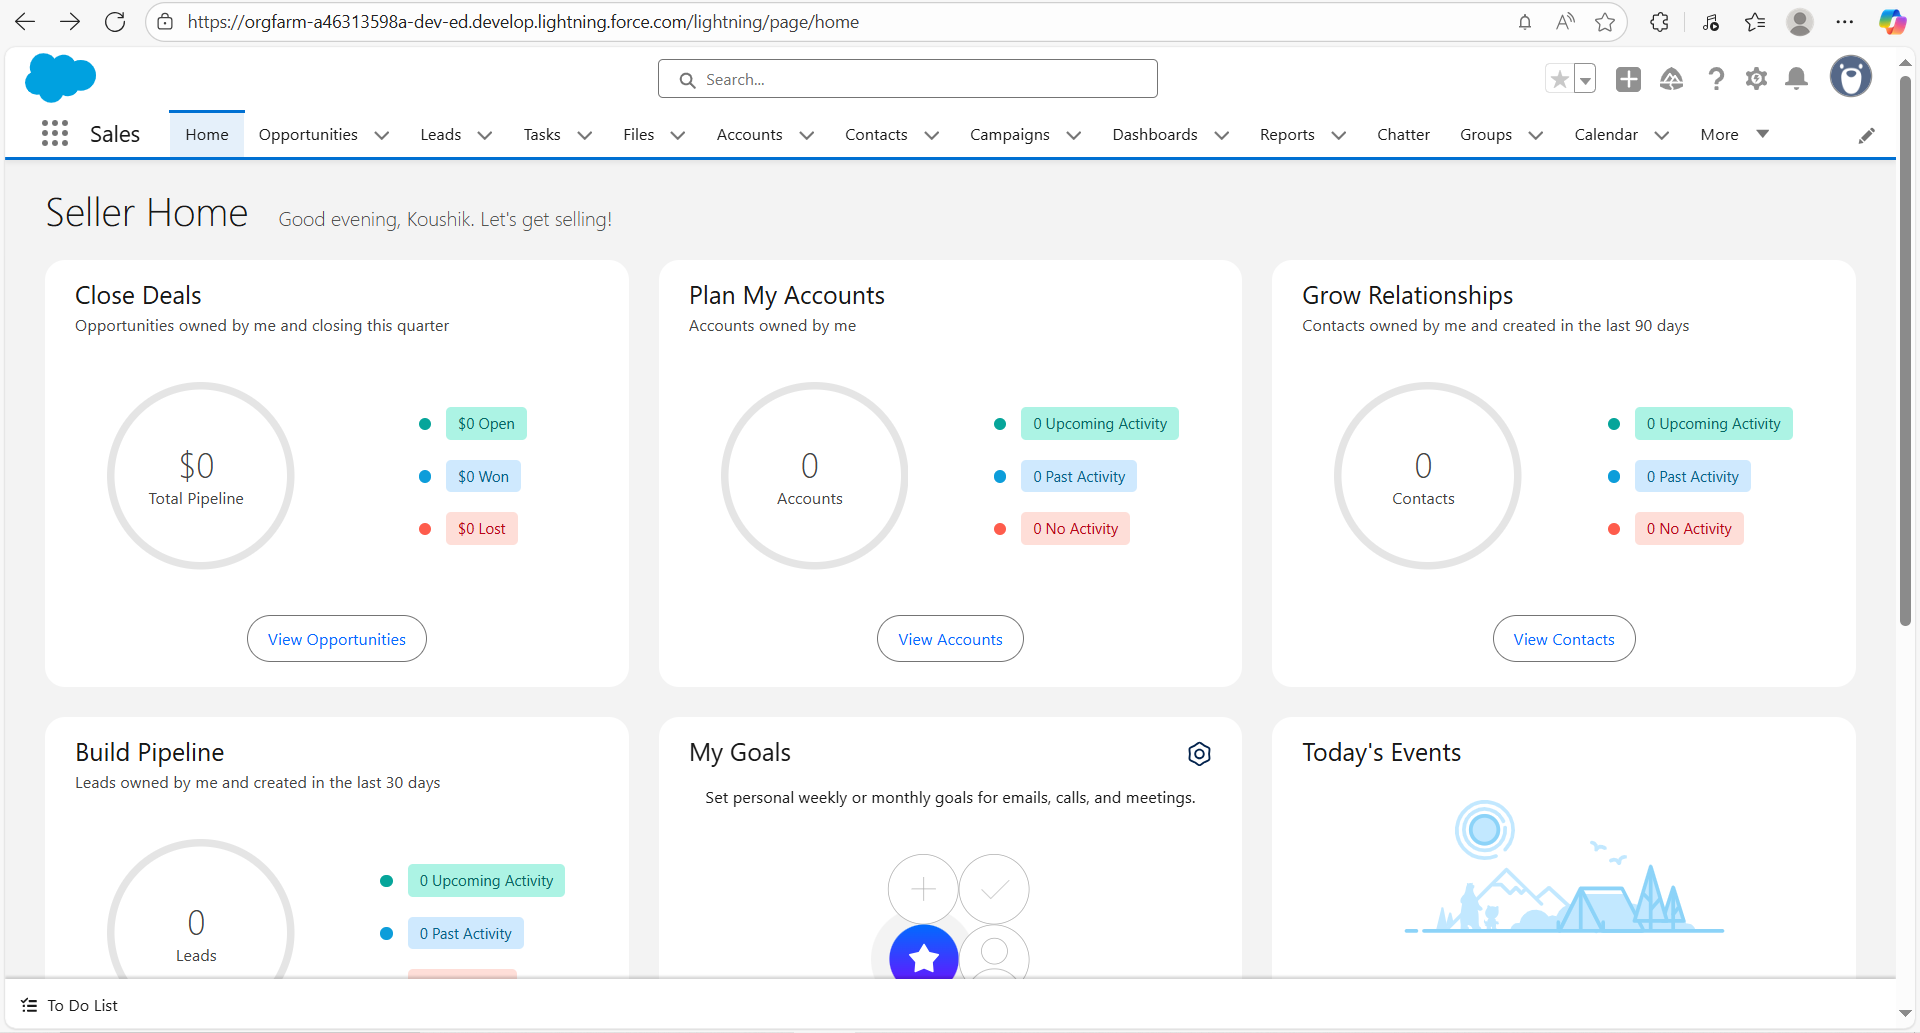 https://orgfarm-a46313598a-dev-ed.develop.lightning.force.com/lightning/page/home
Search...
Sales
Home
Opportunities
Leads
Tasks
Files
Accounts
Contacts
Campaigns
Dashboards
Reports
Chatter
Groups
Calendar
More
Seller Home
Good evening, Koushik. Let's get selling!
Close Deals
Opportunities owned by me and closing this quarter
$0
Total Pipeline
$0 Open
$0 Won
$0 Lost
View Opportunities
Plan My Accounts
Accounts owned by me
0
Accounts
0 Upcoming Activity
0 Past Activity
0 No Activity
View Accounts
Grow Relationships
Contacts owned by me and created in the last 90 days
0
Contacts
0 Upcoming Activity
0 Past Activity
0 No Activity
View Contacts
Build Pipeline
Leads owned by me and created in the last 30 days
0
Leads
0 Upcoming Activity
0 Past Activity
My Goals
Set personal weekly or monthly goals for emails, calls, and meetings.
Today's Events
To Do List